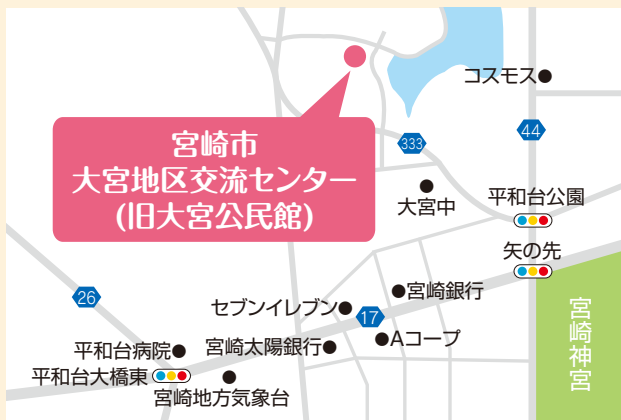 コスモス
44
333
宮崎市
大宮地区交流センター
(旧大宮公民館)
大宮中
平和台公園
矢の先
26
セブンイレブン
17
宮崎銀行
宮崎神宮
平和台病院
宮崎太陽銀行
Aコープ
平和台大橋東
宮崎地方気象台